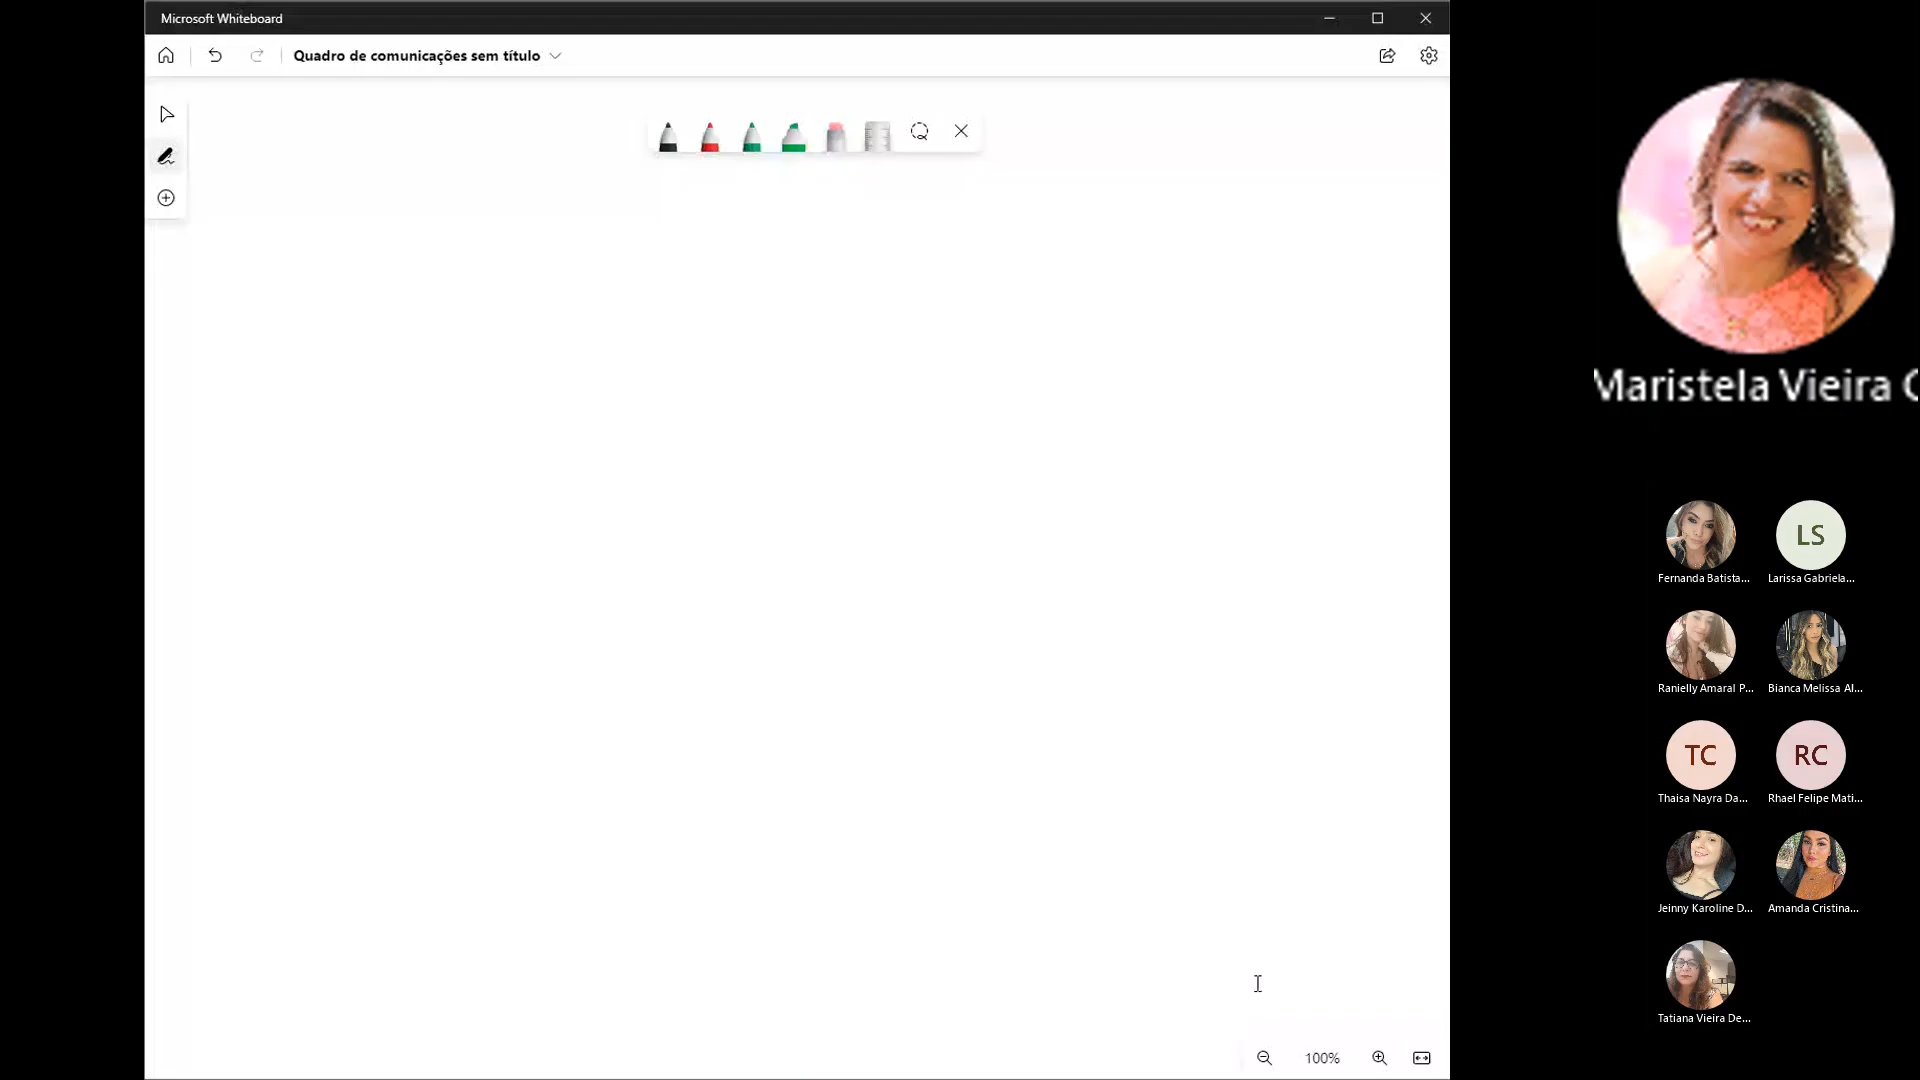 Microsoft Whiteboard
Quadro de comunicações sem título
Maristela Vieira C
LS
Fernanda Batista...
Larissa Gabriela...
Ranielly Amaral P...
Bianca Melissa Al...
TC
RC
Thaisa Nayra Da...
Rhael Felipe Mati...
Jeinny Karoline D...
Amanda Cristina...
Tatiana Vieira De...
100%